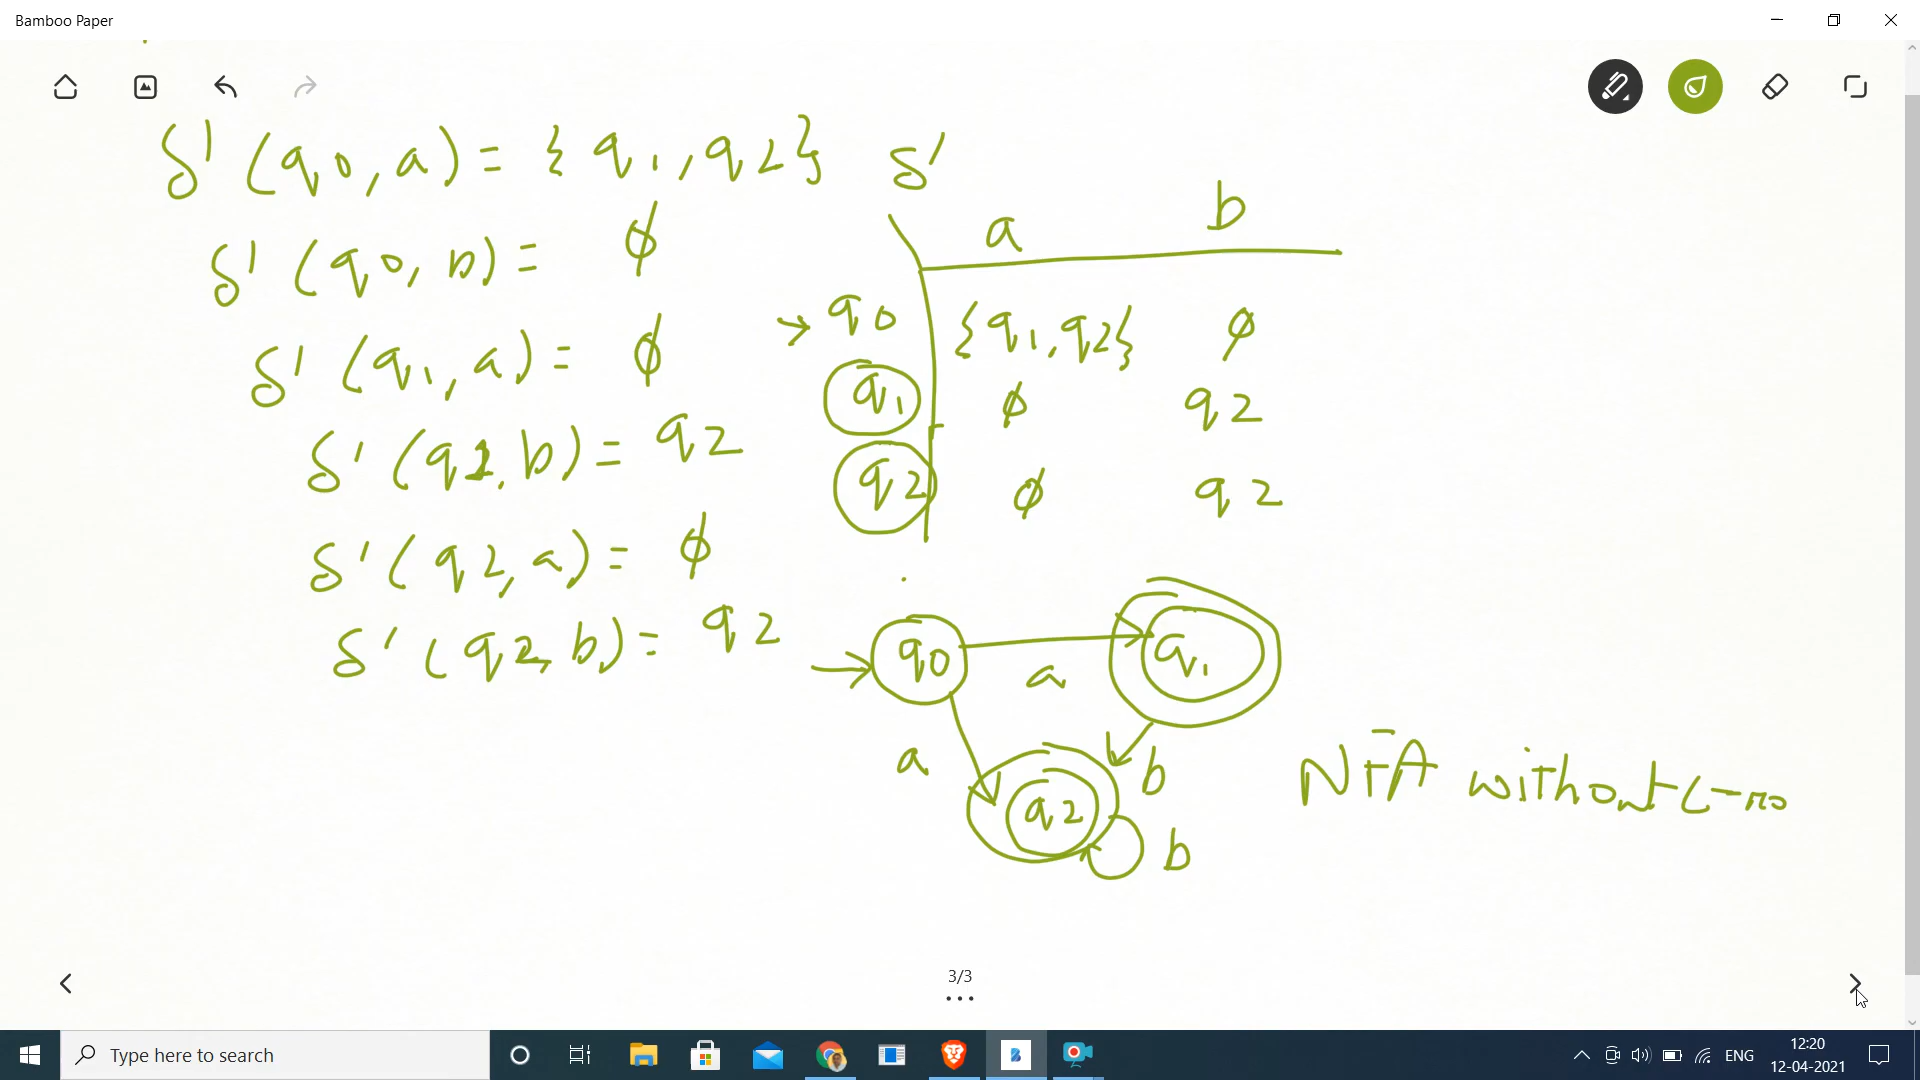 Bamboo Paper
δ'(q0,a) = {q1,q2}
δ'(q0,b) = ϕ
δ'(q1,a) = ϕ
δ'(q1,b) = q2
δ'(q2,a) = ϕ
δ'(q2,b) = q2
δ'
a b
→ q0 {q1,q2} ϕ
q1 ϕ q2
q2 ϕ q2
q0 a q1
a b
q2 b
NFA without
3/3
Type here to search
ENG
12:20
12-04-2021